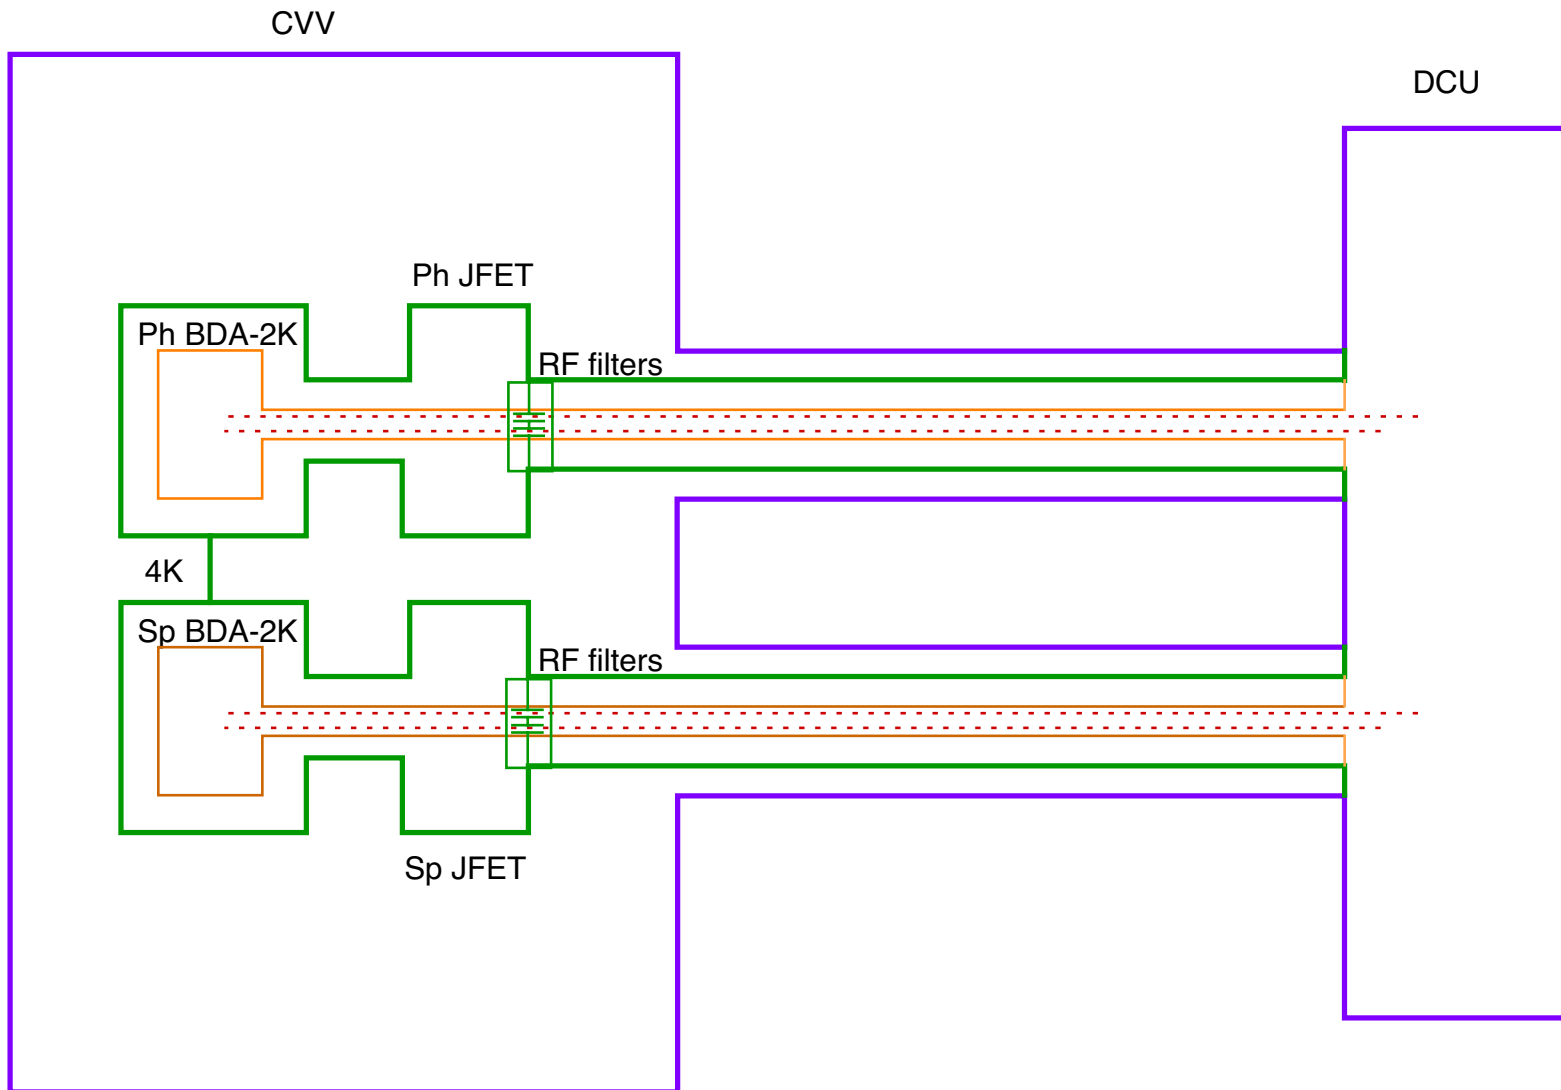 CVV
DCU
Ph JFET
Ph BDA-2K
RF filters
4K
Sp BDA-2K
RF filters
Sp JFET